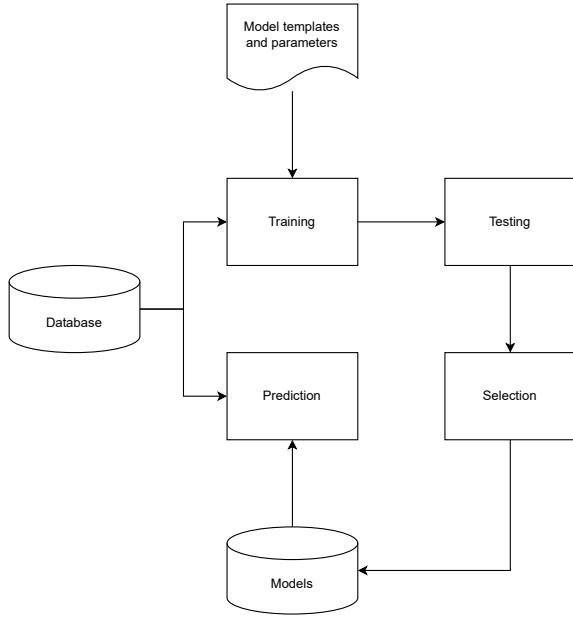 Model templates
and parameters
Training
Testing
Database
Prediction
Selection
Models